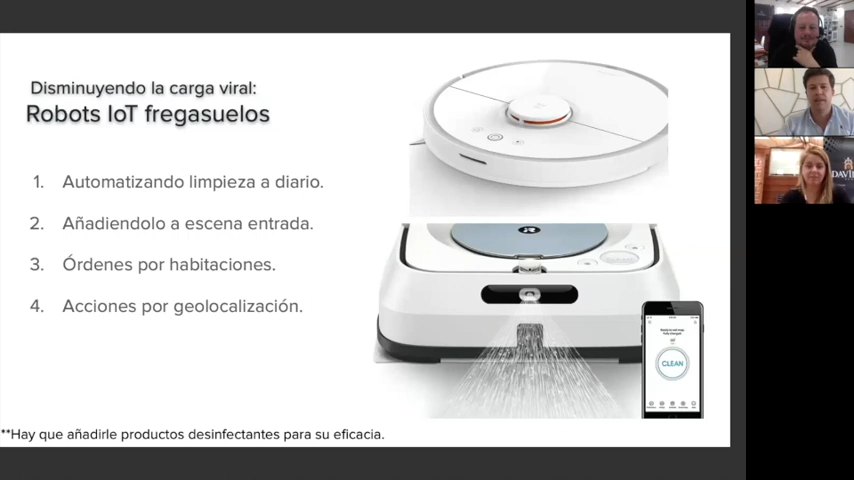 Disminuyendo la carga viral:
Robots IoT fregasuelos
1. Automatizando limpieza a diario.
2. Añadiendolo a escena entrada.
3. Órdenes por habitaciones.
4. Acciones por geolocalización.
CLEAN
**Hay que añadirle productos desinfectantes para su eficacia.